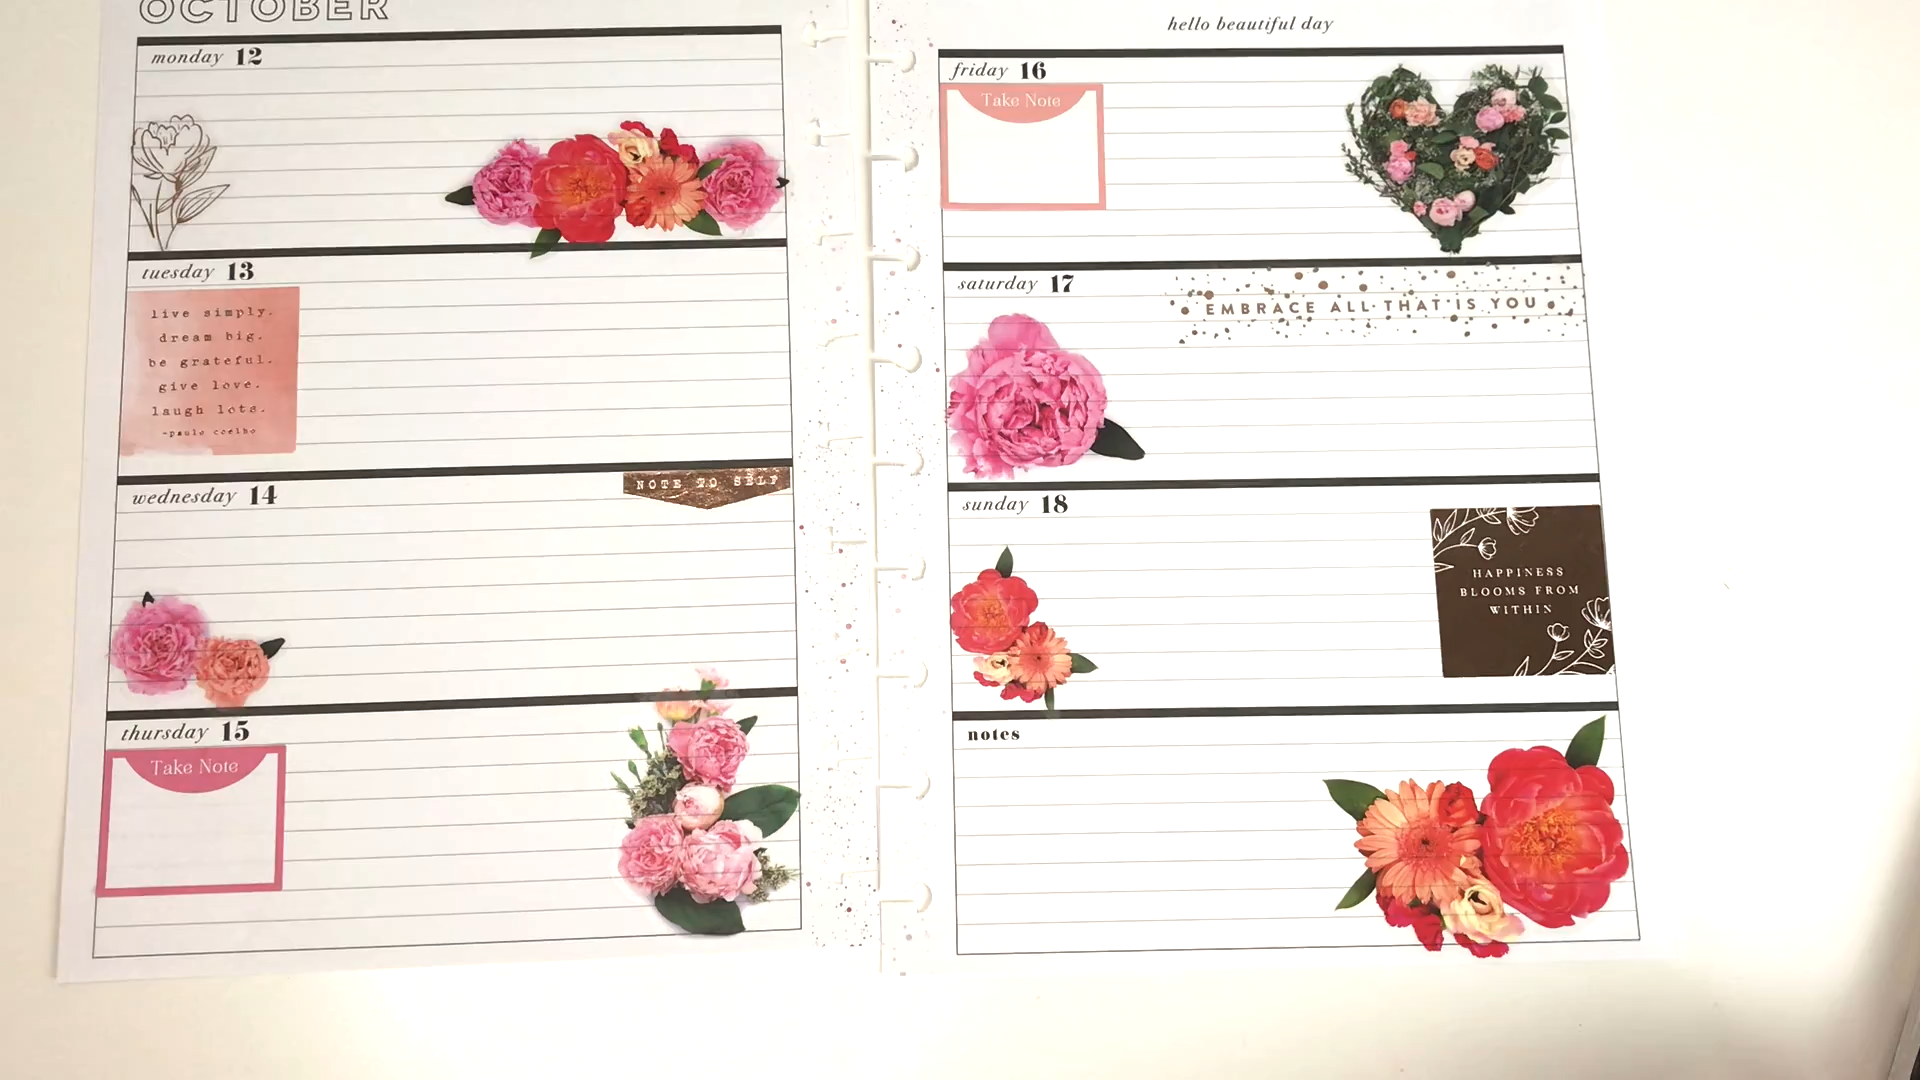 OCTOBER
monday 12
tuesday 13
live simply.
dream big.
be grateful.
give love.
laugh lots.
-paulo coelho
wednesday 14
NOTE TO SELF
thursday 15
Take Note
hello beautiful day
friday 16
Take Note
saturday 17
EMBRACE ALL THAT IS YOU
sunday 18
HAPPINESS
BLOOMS FROM
WITHIN
notes